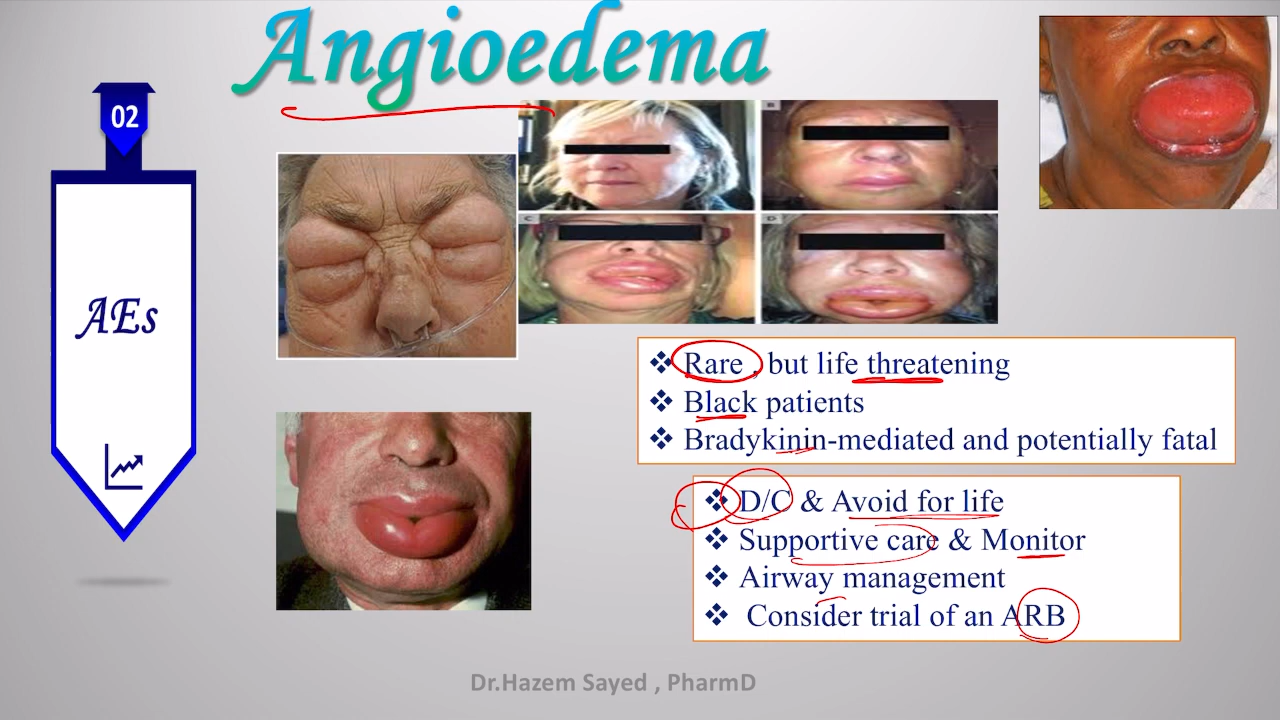 Angioedema
02
AEs
C
D
❖ Rare , but life threatening
❖ Black patients
❖ Bradykinin-mediated and potentially fatal
❖ D/C & Avoid for life
❖ Supportive care & Monitor
❖ Airway management
❖ Consider trial of an ARB
Dr.Hazem Sayed , PharmD